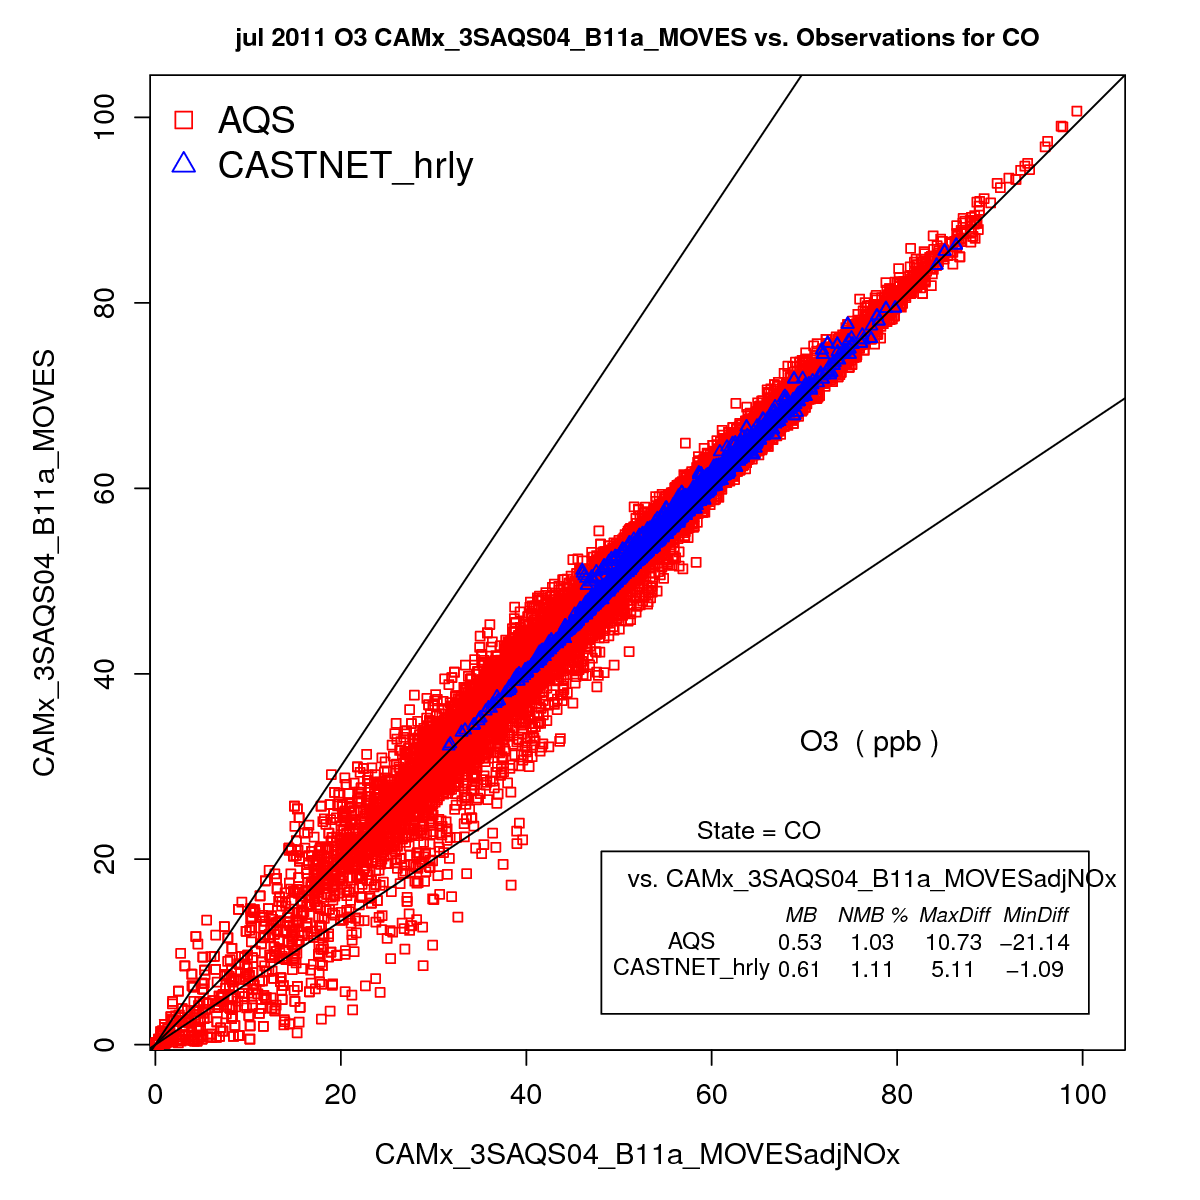 jul 2011 O3 CAMx_3SAQS04_B11a_MOVES vs. Observations for CO
AQS
CASTNET_hrly
CAMx_3SAQS04_B11a_MOVES
100
80
60
40
20
0
O3 ( ppb )
State = CO
vs. CAMx_3SAQS04_B11a_MOVESadjNOx
MB NMB % MaxDiff MinDiff
AQS 0.53 1.03 10.73 −21.14
CASTNET_hrly 0.61 1.11 5.11 −1.09
0 20 40 60 80 100
CAMx_3SAQS04_B11a_MOVESadjNOx